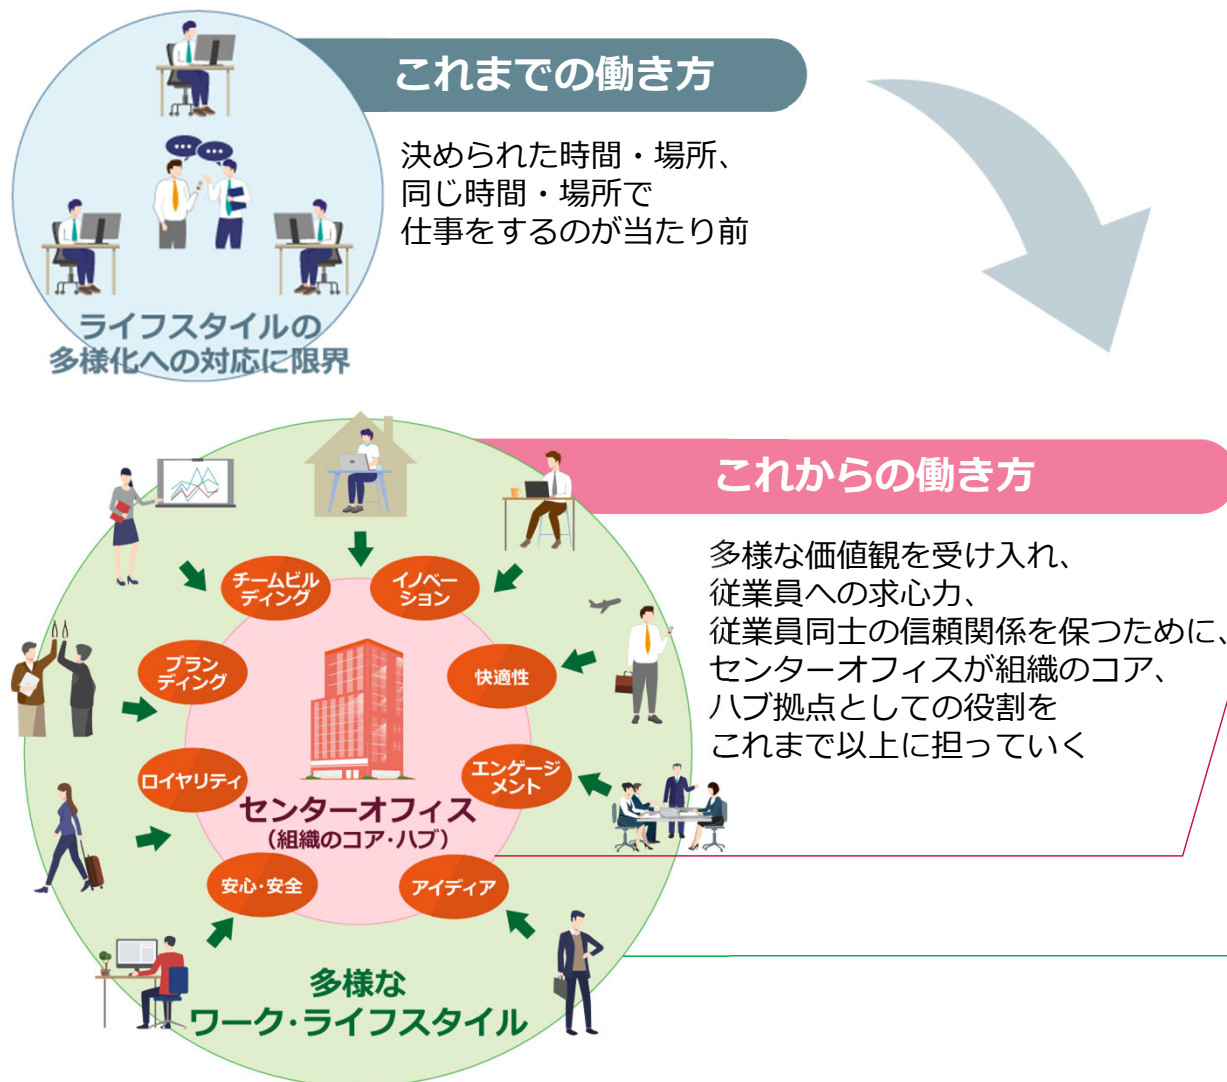 これまでの働き方
決められた時間・場所、
同じ時間・場所で
仕事をするのが当たり前
ライフスタイルの
多様化への対応に限界
これからの働き方
多様な価値観を受け入れ、
従業員への求心力、
従業員同士の信頼関係を保つために、
センターオフィスが組織のコア、
ハブ拠点としての役割を
これまで以上に担っていく
チームビル
ディング
イノベー
ション
ブラン
ディング
快適性
ロイヤリティ
エンゲージ
メント
センターオフィス
（組織のコア・ハブ）
安心・安全
アイディア
多様な
ワーク・ライフスタイル